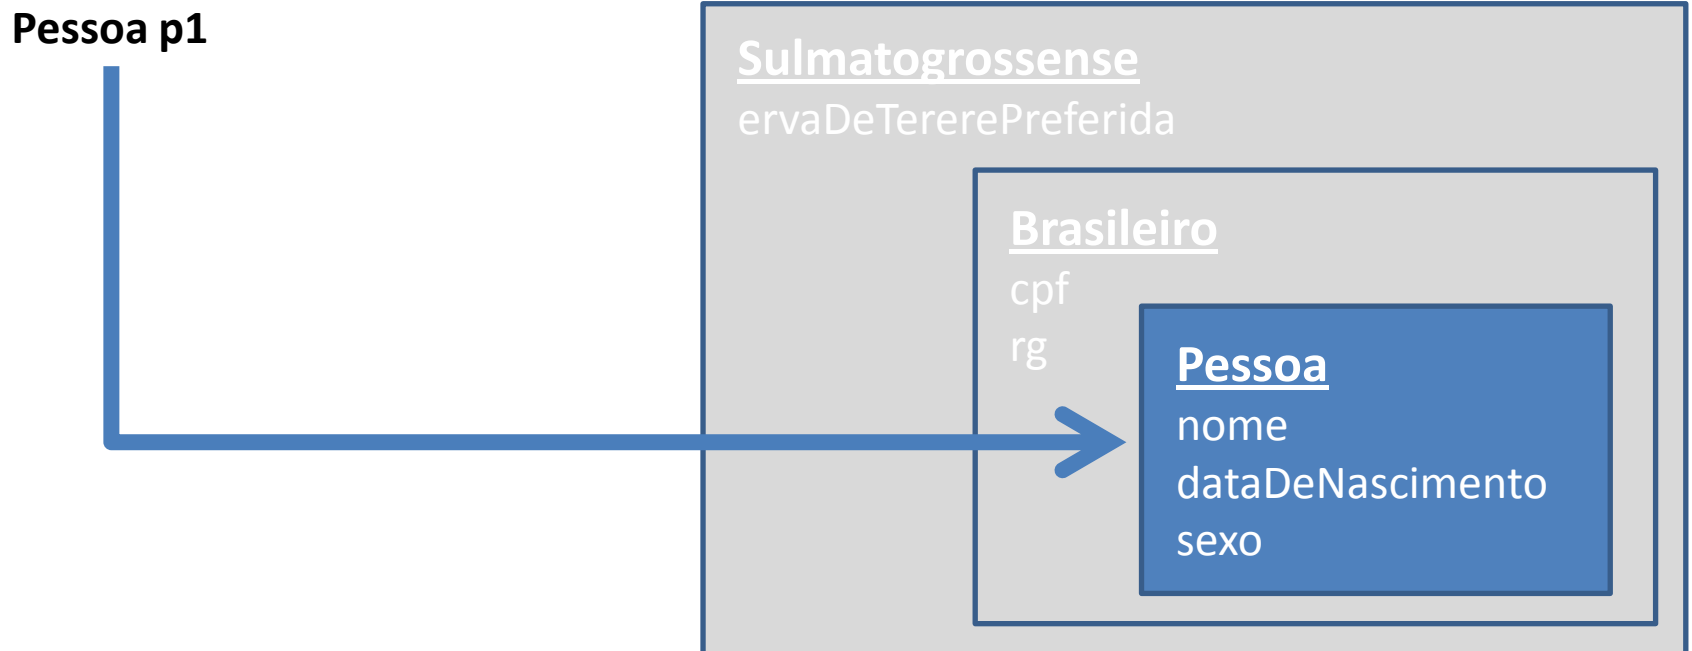 Pessoa p1
Sulmatogrossense
ervaDeTererePreferida
Brasileiro
cpf
rg
Pessoa
nome
dataDeNascimento
sexo